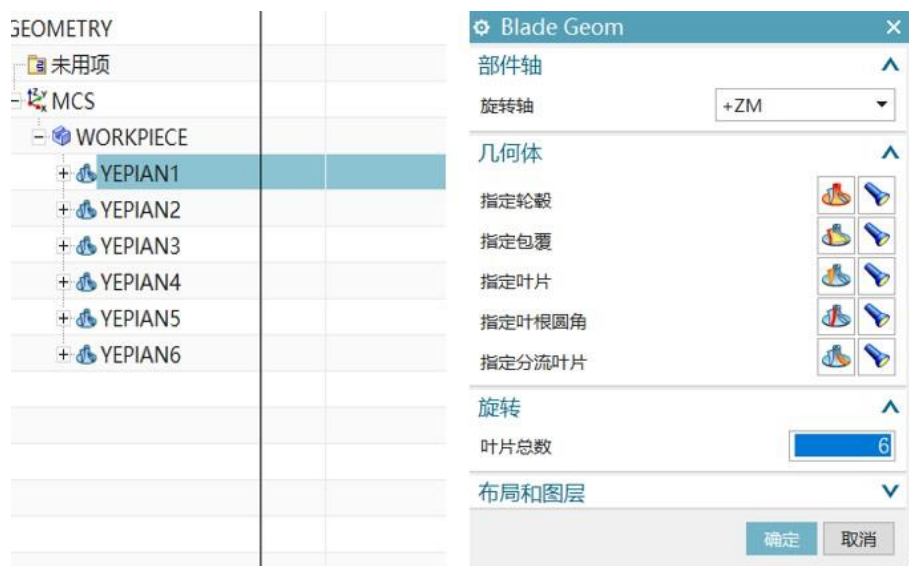 GEOMETRY
未用项
MCS
WORKPIECE
YEPIAN1
YEPIAN2
YEPIAN3
YEPIAN4
YEPIAN5
YEPIAN6
Blade Geom
部件轴
旋转轴 +ZM
几何体
指定轮毂
指定包覆
指定叶片
指定叶根圆角
指定分流叶片
旋转
叶片总数 6
布局和图层
确定 取消